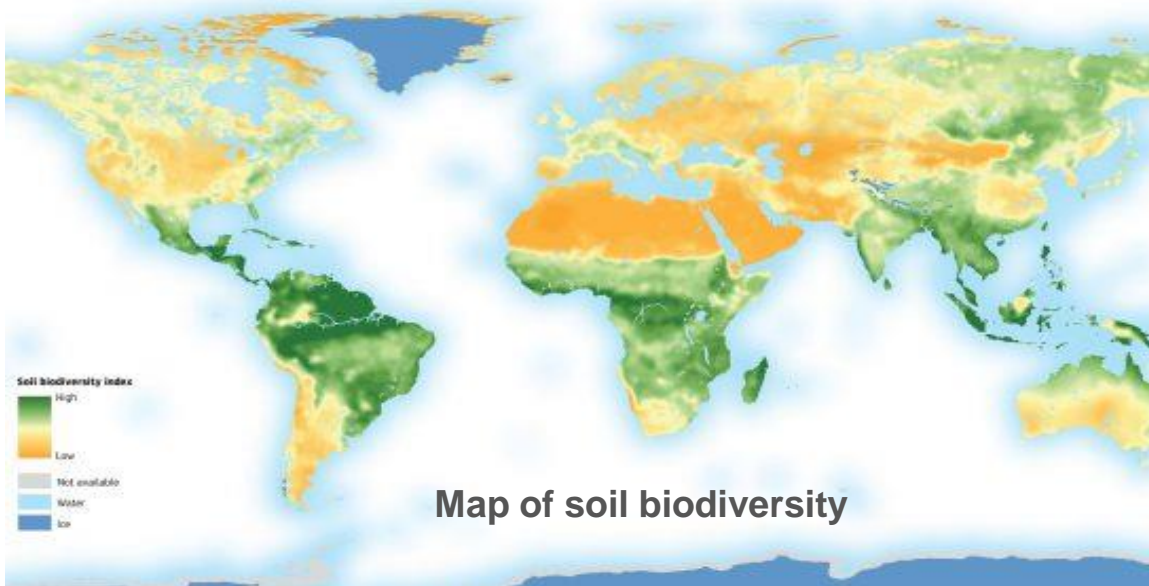 Soil biodiversity index
High
Low
Not available
Water
Ice
Map of soil biodiversity